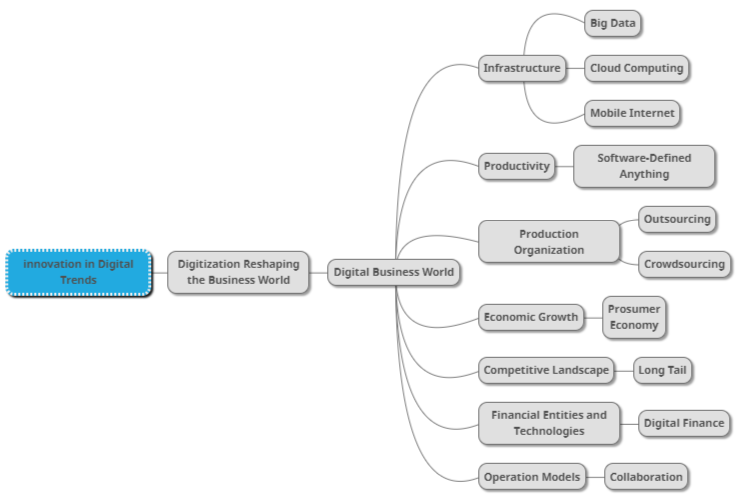 innovation in Digital
Trends
Digitization Reshaping
the Business World
Digital Business World
Infrastructure
Big Data
Cloud Computing
Mobile Internet
Productivity
Software-Defined
Anything
Production
Organization
Outsourcing
Crowdsourcing
Economic Growth
Prosumer
Economy
Competitive Landscape
Long Tail
Financial Entities and
Technologies
Digital Finance
Operation Models
Collaboration